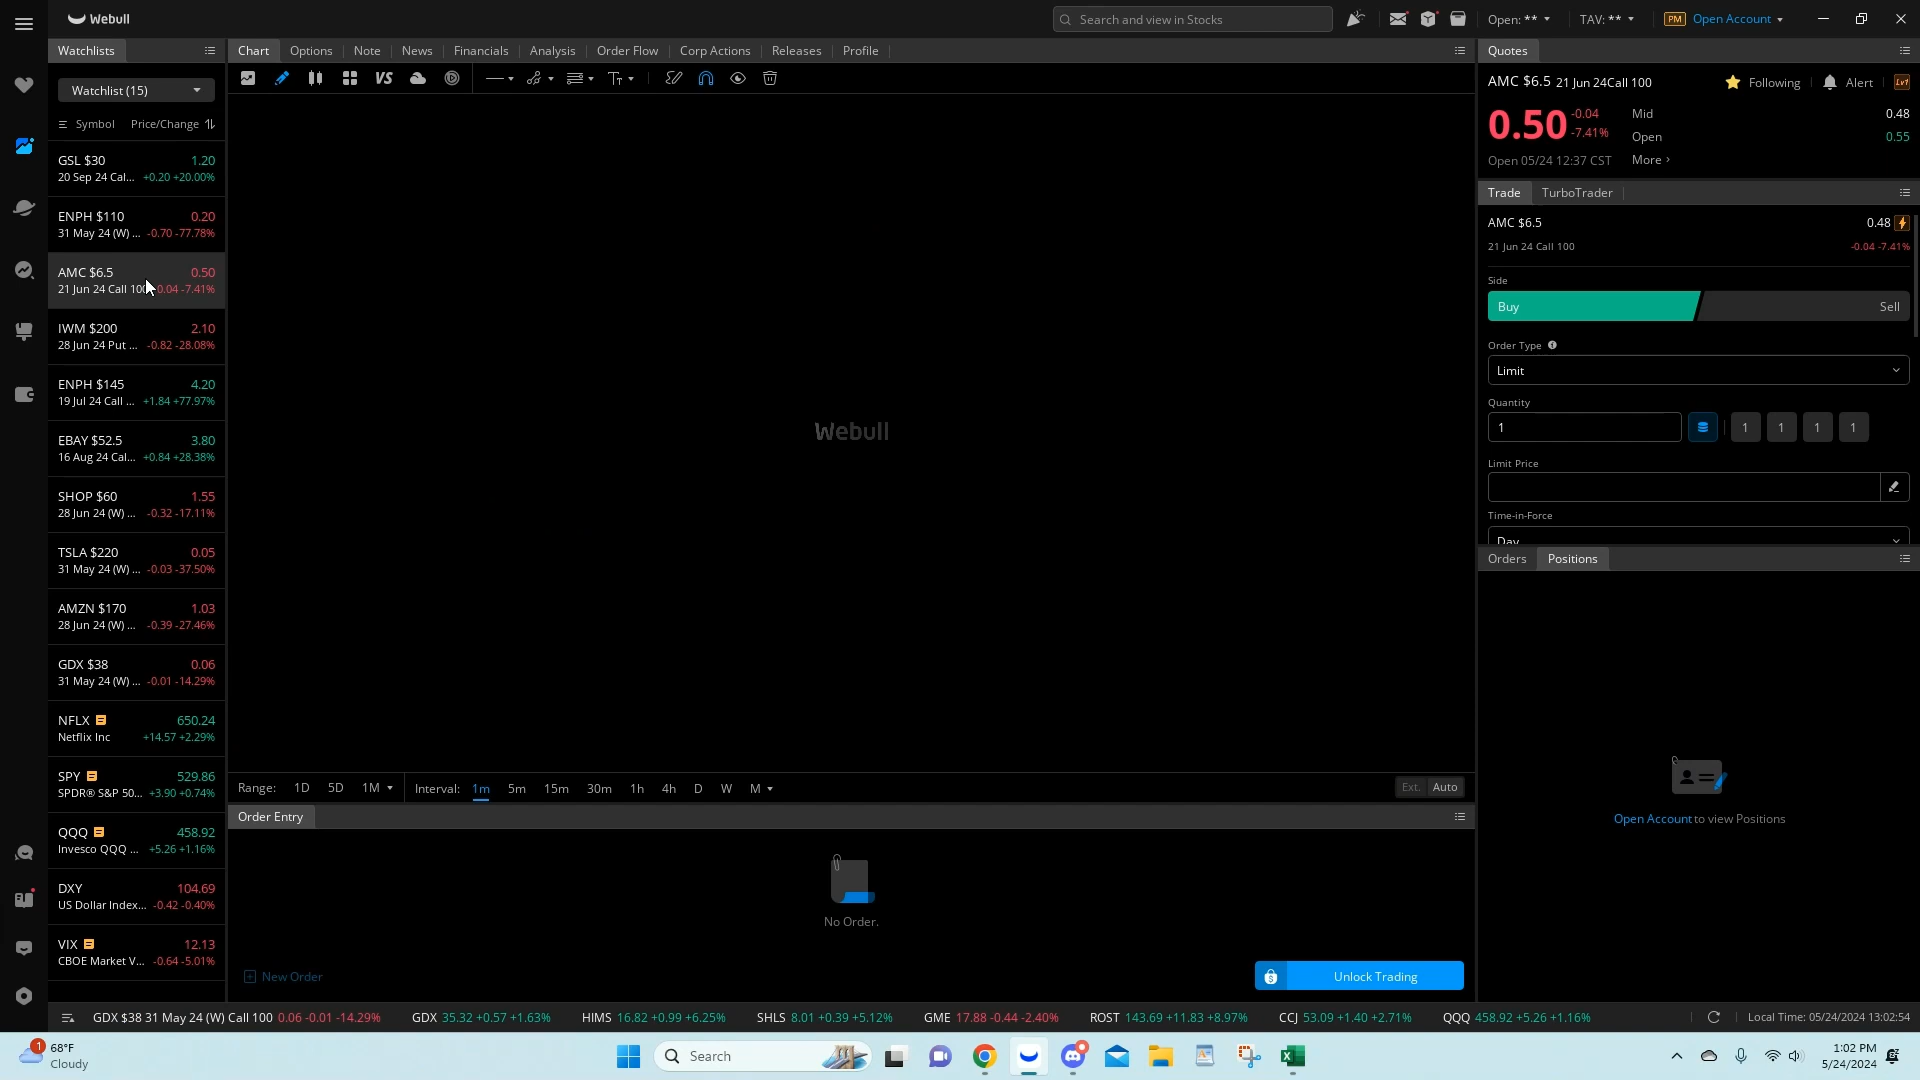 Webull
Search and view in Stocks
Open: **
TAV: **
PM Open Account
Watchlists
Chart Options Note News Financials Analysis Order Flow Corp Actions Releases Profile
Quotes
Watchlist (15)
Symbol Price/Change
GSL $30 1.20
20 Sep 24 Cal... +0.20 +20.00%
ENPH $110 0.20
31 May 24 (W) ... -0.70 -77.78%
AMC $6.5 0.50
21 Jun 24 Call 100 0.04 -7.41%
IWM $200 2.10
28 Jun 24 Put ... -0.82 -28.08%
ENPH $145 4.20
19 Jul 24 Call ... +1.84 +77.97%
EBAY $52.5 3.80
16 Aug 24 Cal... +0.84 +28.38%
SHOP $60 1.55
28 Jun 24 (W) ... -0.32 -17.11%
TSLA $220 0.05
31 May 24 (W) ... -0.03 -37.50%
AMZN $170 1.03
28 Jun 24 (W) ... -0.39 -27.46%
GDX $38 0.06
31 May 24 (W) ... -0.01 -14.29%
NFLX 650.24
Netflix Inc +14.57 +2.29%
SPY 529.86
SPDR® S&P 50... +3.90 +0.74%
QQQ 458.92
Invesco QQQ ... +5.26 +1.16%
DXY 104.69
US Dollar Index... -0.42 -0.40%
VIX 12.13
CBOE Market V... -0.64 -5.01%
VS
Tт
Webull
Range: 1D 5D 1M Interval: 1m 5m 15m 30m 1h 4h D W M Ext. Auto
Order Entry
No Order.
New Order
Unlock Trading
AMC $6.5 21 Jun 24Call 100 Following Alert Lv1
0.50 -0.04
-7.41%
Mid 0.48
Open 0.55
Open 05/24 12:37 CST More
Trade TurboTrader
AMC $6.5 0.48
21 Jun 24 Call 100 -0.04 -7.41%
Side
Buy Sell
Order Type
Limit
Quantity
1 1 1 1 1
Limit Price
Time-in-Force
Day
Orders Positions
Open Account to view Positions
GDX $38 31 May 24 (W) Call 100 0.06 -0.01 -14.29% GDX 35.32 +0.57 +1.63% HIMS 16.82 +0.99 +6.25% SHLS 8.01 +0.39 +5.12% GME 17.88 -0.44 -2.40% ROST 143.69 +11.83 +8.97% CCJ 53.09 +1.40 +2.71% QQQ 458.92 +5.26 +1.16% Local Time: 05/24/2024 13:02:54
1
68°F
Cloudy
Search
1:02 PM
5/24/2024